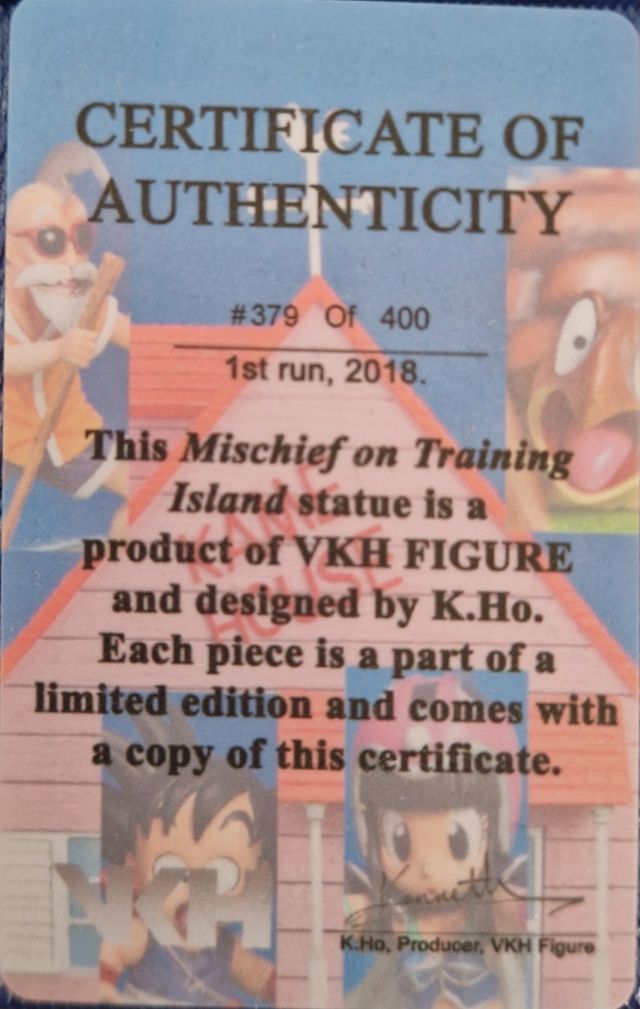 CERTIFICATE OF
AUTHENTICITY
#379 Of 400
1st run, 2018.
This Mischief on Training
Island statue is a
product of VKH FIGURE
and designed by K.Ho.
Each piece is a part of a
limited edition and comes with
a copy of this certificate.
KAME
HOUSE
VKH
Kenneth
K.Ho, Producer, VKH Figure